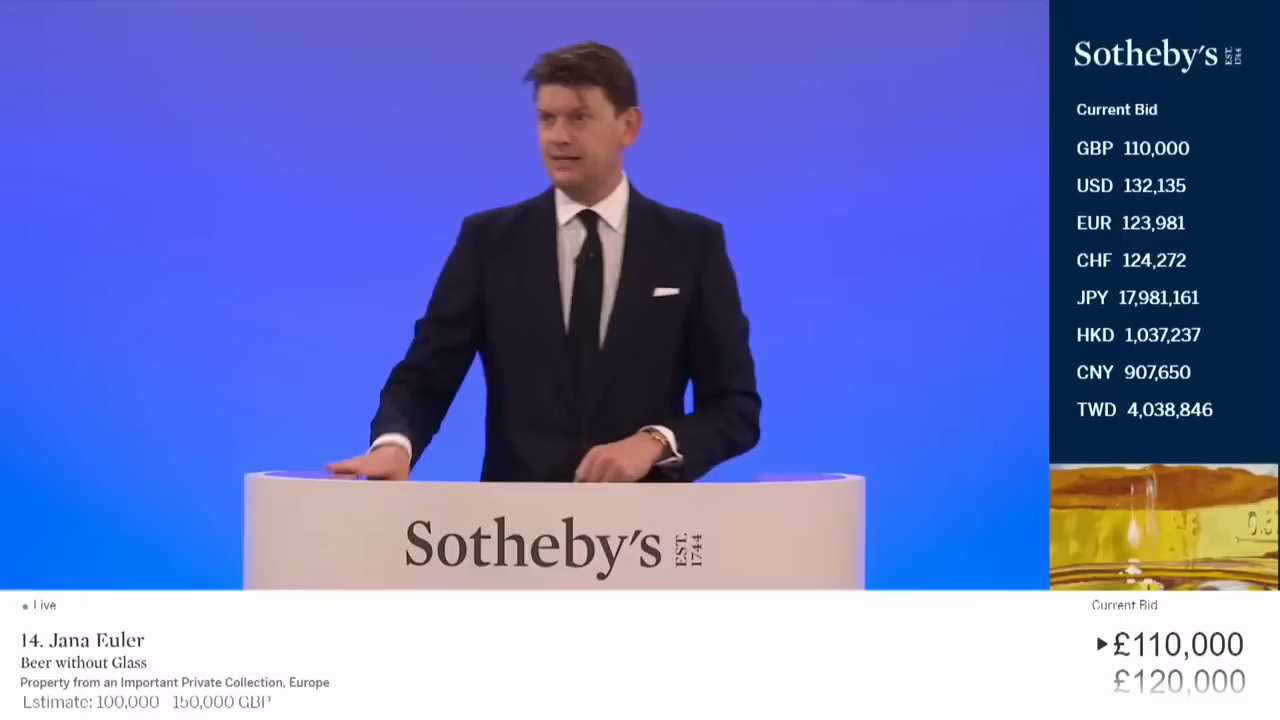 Sotheby's EST. 1744
Current Bid
GBP 110,000
USD 132,135
EUR 123,981
CHF 124,272
JPY 17,981,161
HKD 1,037,237
CNY 907,650
TWD 4,038,846
Sotheby's EST. 1744
• Live
14. Jana Euler
Beer without Glass
Property from an Important Private Collection, Europe
Estimate: 100,000 150,000 GBP
Current Bid
▸£110,000
£120,000